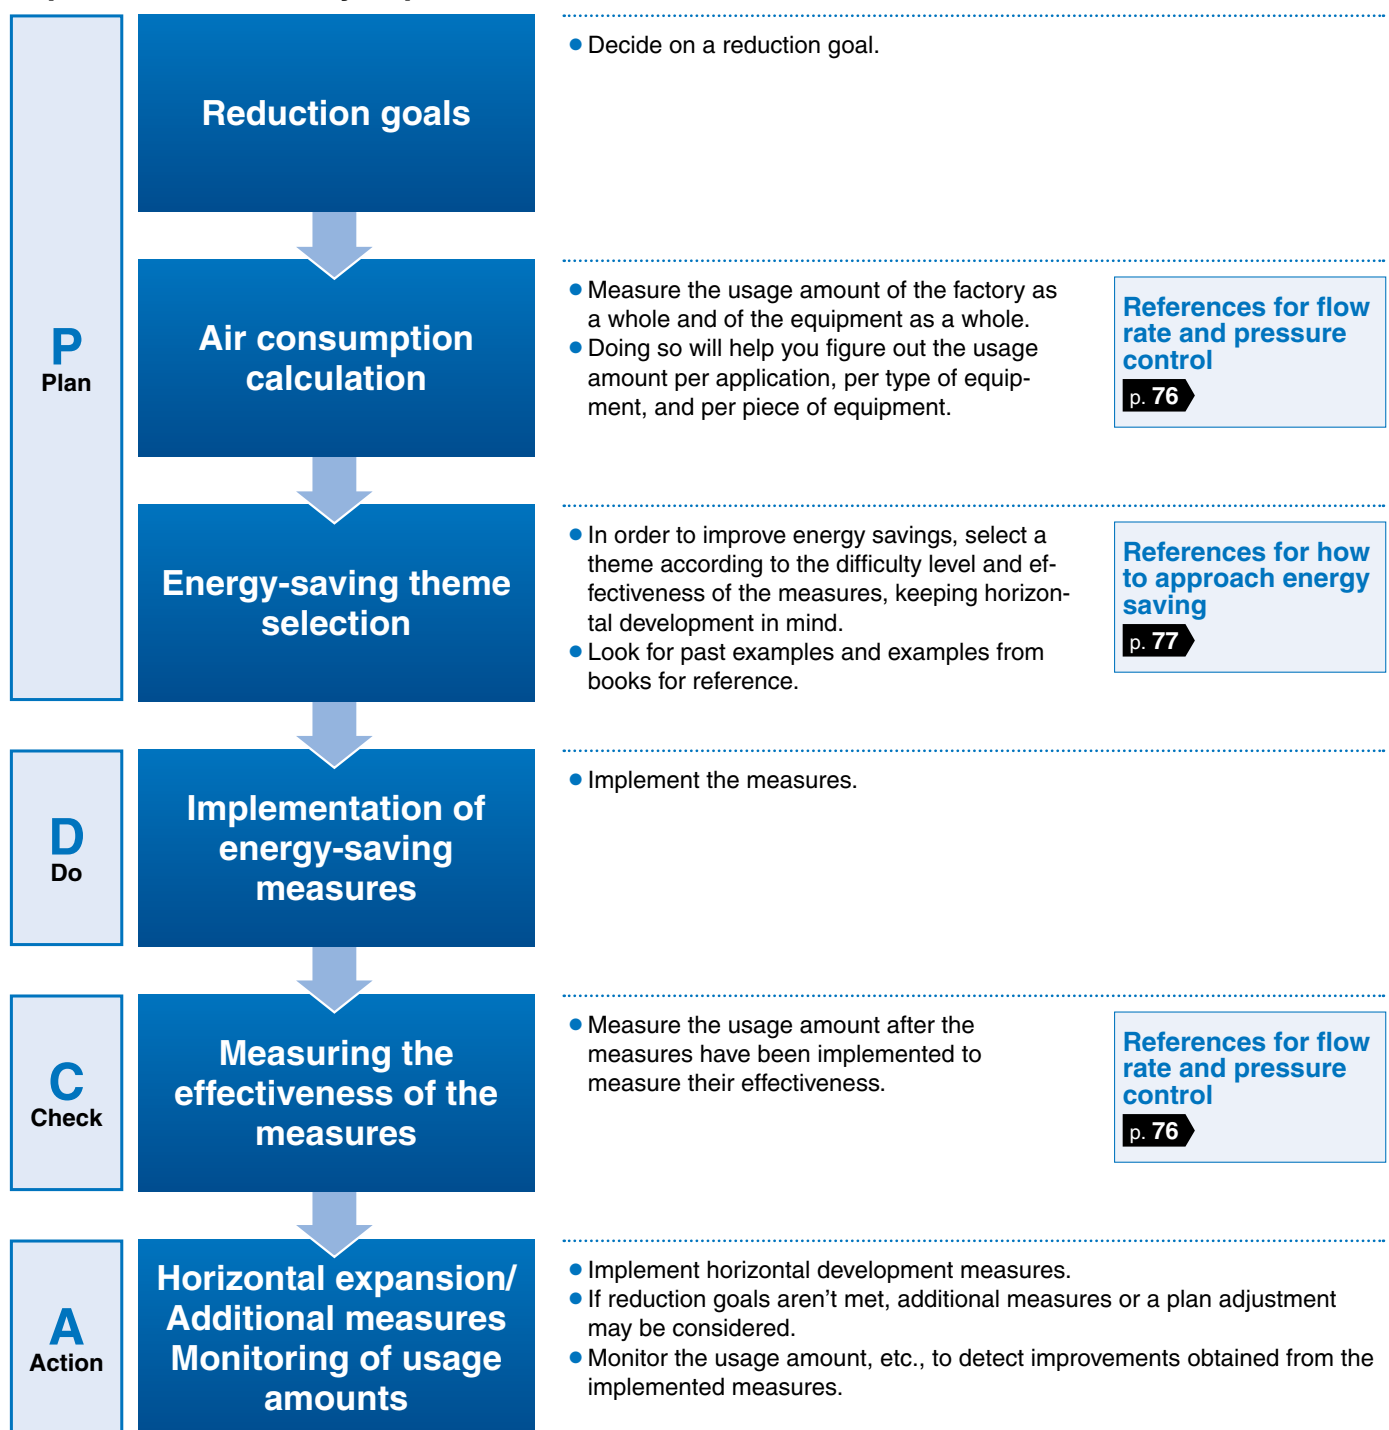 P
Plan
Reduction goals
● Decide on a reduction goal.
Air consumption
calculation
● Measure the usage amount of the factory as
a whole and of the equipment as a whole.
● Doing so will help you figure out the usage
amount per application, per type of equip-
ment, and per piece of equipment.
References for flow
rate and pressure
control
p. 76
Energy-saving theme
selection
● In order to improve energy savings, select a
theme according to the difficulty level and ef-
fectiveness of the measures, keeping horizon-
tal development in mind.
● Look for past examples and examples from
books for reference.
References for how
to approach energy
saving
p. 77
D
Do
Implementation of
energy-saving
measures
● Implement the measures.
C
Check
Measuring the
effectiveness of the
measures
● Measure the usage amount after the
measures have been implemented to
measure their effectiveness.
References for flow
rate and pressure
control
p. 76
A
Action
Horizontal expansion/
Additional measures
Monitoring of usage
amounts
● Implement horizontal development measures.
● If reduction goals aren't met, additional measures or a plan adjustment
may be considered.
● Monitor the usage amount, etc., to detect improvements obtained from the
implemented measures.